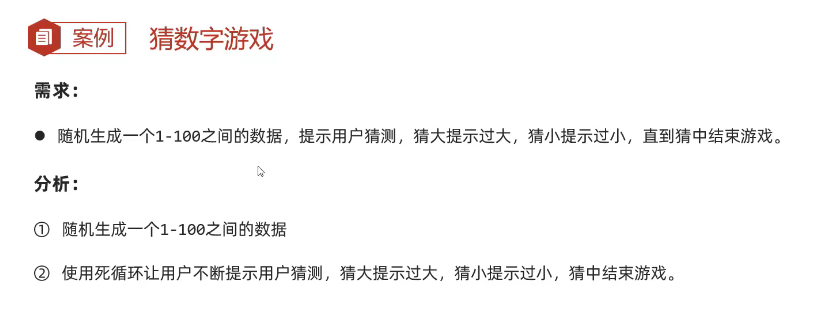 案例 猜数字游戏
需求：
● 随机生成一个1-100之间的数据，提示用户猜测，猜大提示过大，猜小提示过小，直到猜中结束游戏。
分析：
① 随机生成一个1-100之间的数据
② 使用死循环让用户不断提示用户猜测，猜大提示过大，猜小提示过小，猜中结束游戏。